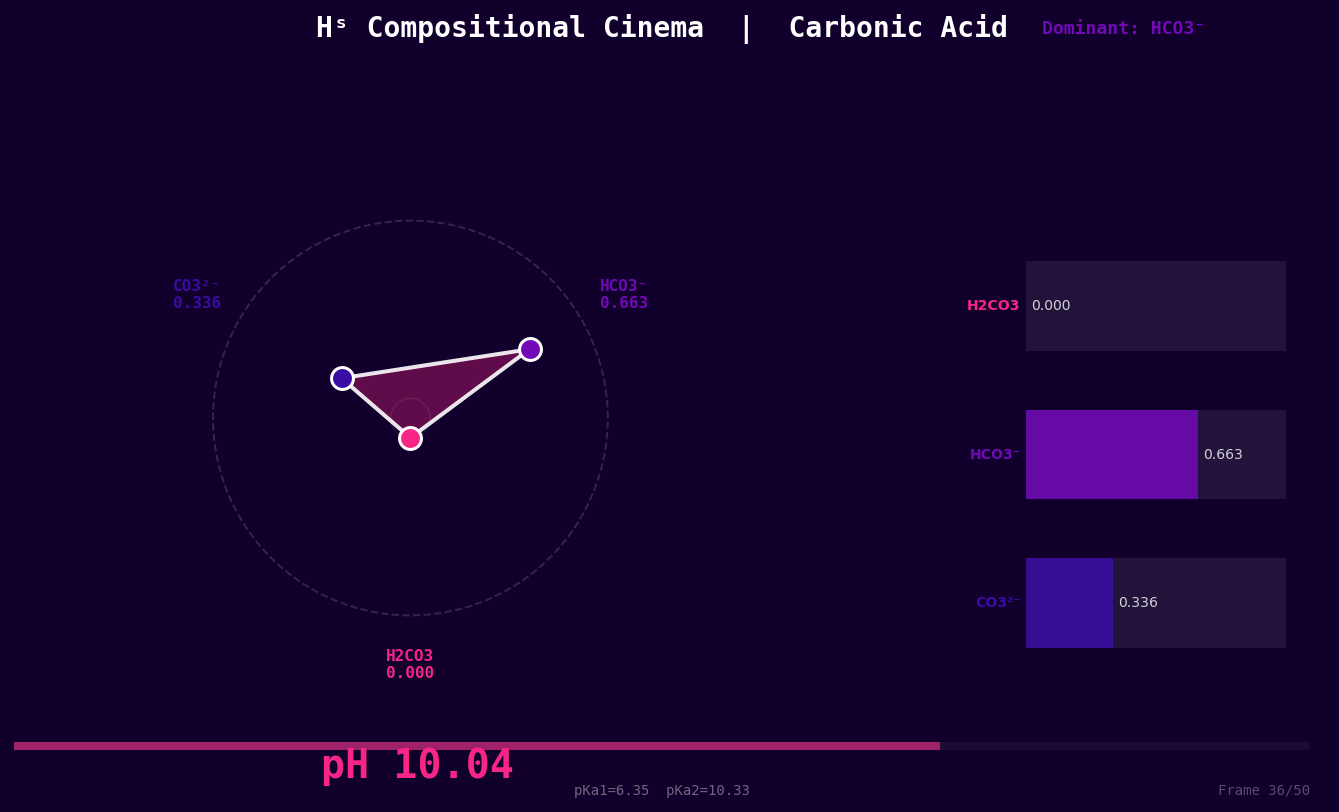 Hˢ Compositional Cinema | Carbonic Acid
Dominant: HCO3⁻
CO3²⁻
0.336
HCO3⁻
0.663
H2CO3
0.000
H2CO3 0.000
HCO3⁻ 0.663
CO3²⁻ 0.336
pH 10.04
pKa1=6.35 pKa2=10.33
Frame 36/50